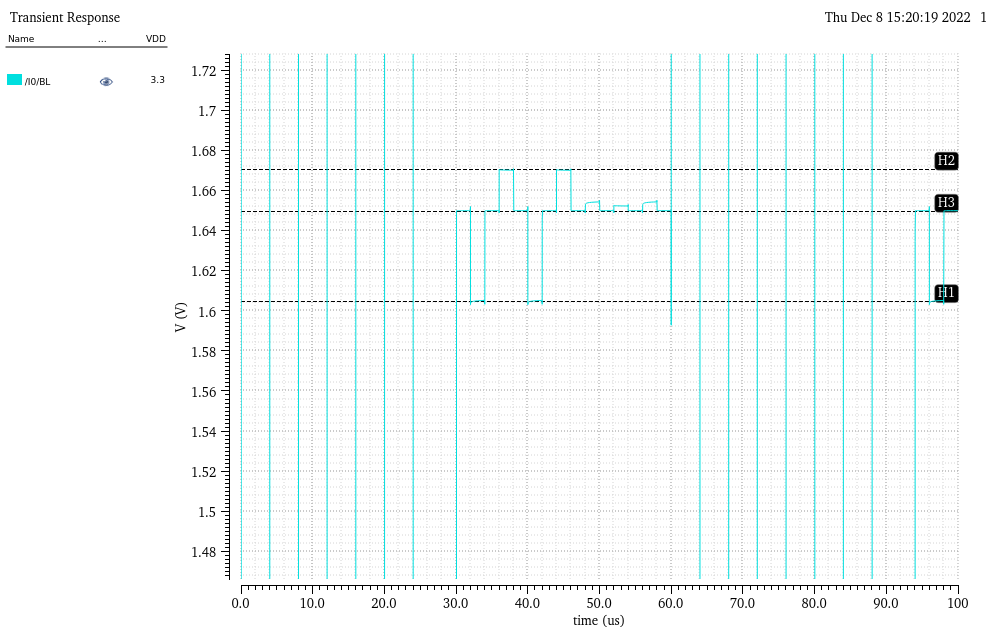 Transient Response
Thu Dec 8 15:20:19 2022 1
Name ... VDD
/I0/BL 3.3
1.72
1.7
1.68
1.66
1.64
1.62
1.6
1.58
1.56
1.54
1.52
1.5
1.48
V (V)
H2
H3
H1
0.0 10.0 20.0 30.0 40.0 50.0 60.0 70.0 80.0 90.0 100
time (us)